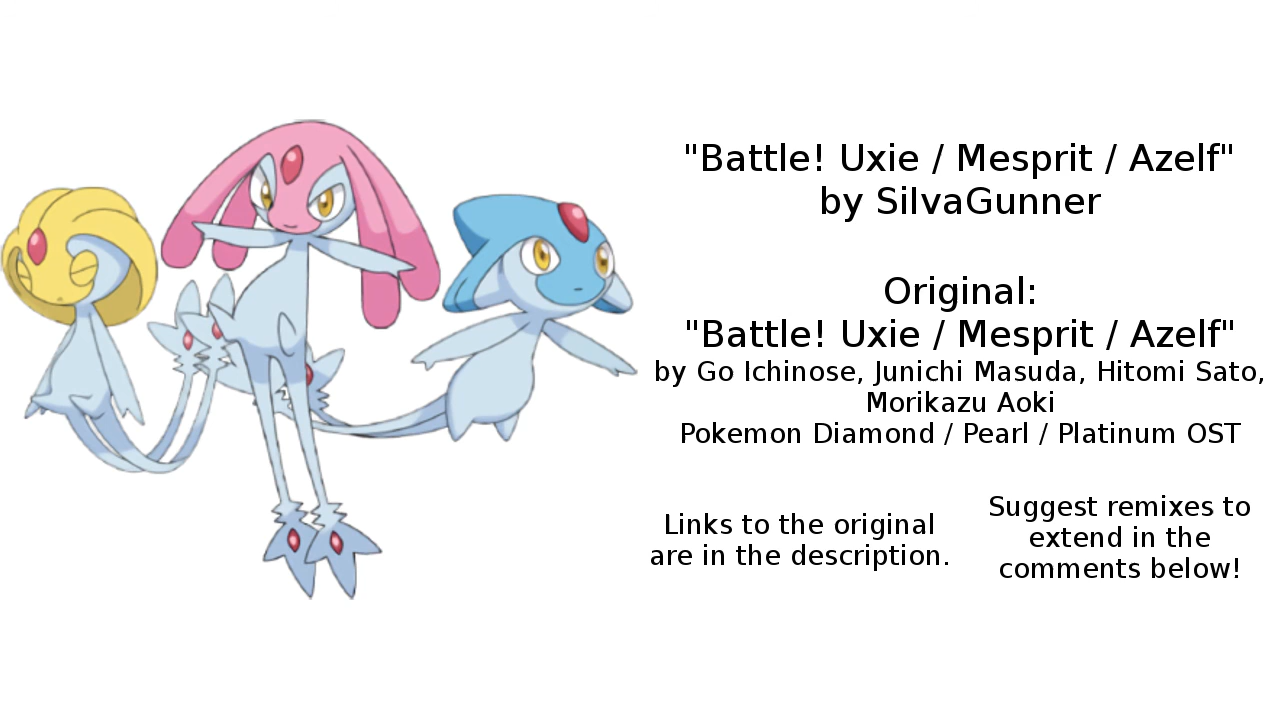 "Battle! Uxie / Mesprit / Azelf"
by SilvaGunner
Original:
"Battle! Uxie / Mesprit / Azelf"
by Go Ichinose, Junichi Masuda, Hitomi Sato,
Morikazu Aoki
Pokemon Diamond / Pearl / Platinum OST
Links to the original
are in the description.
Suggest remixes to
extend in the
comments below!